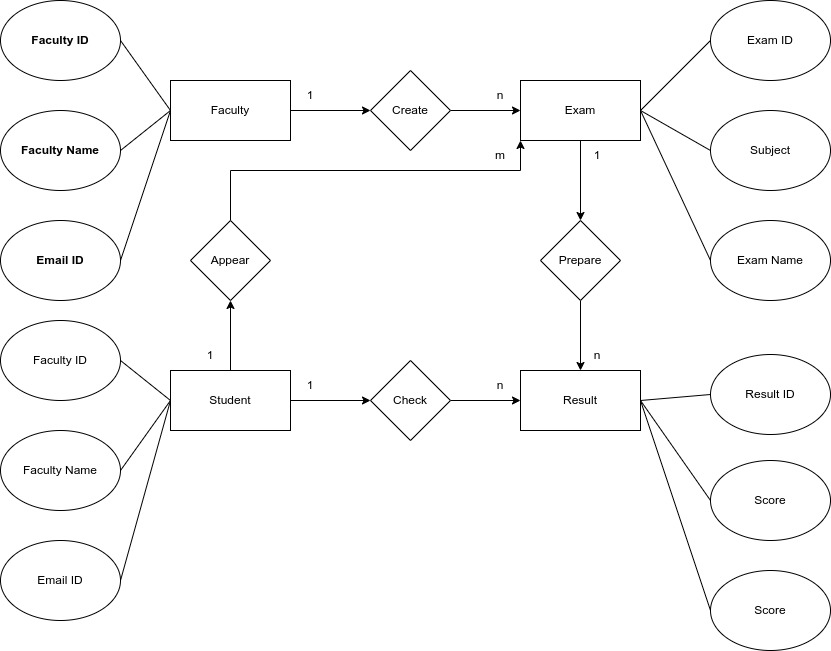 Faculty ID
Exam ID
1
n
Faculty
Create
Exam
Faculty Name
m
1
Subject
Email ID
Appear
Prepare
Exam Name
1
n
Faculty ID
1
n
Result ID
Student
Check
Result
Faculty Name
Score
Email ID
Score